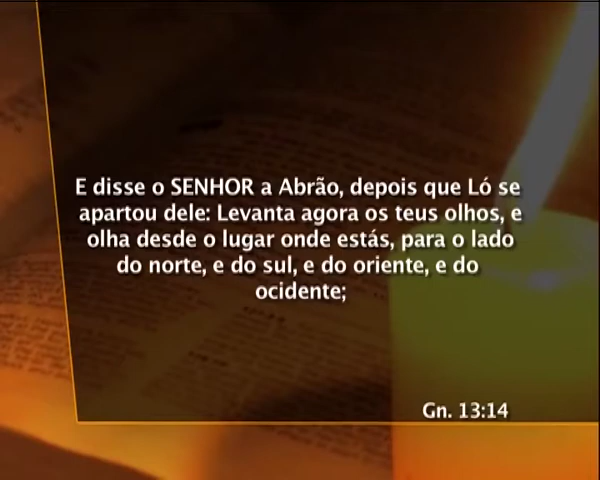 E disse o SENHOR a Abrão, depois que Ló se
apartou dele: Levanta agora os teus olhos, e
olha desde o lugar onde estás, para o lado
do norte, e do sul, e do oriente, e do
ocidente;
Gn. 13:14